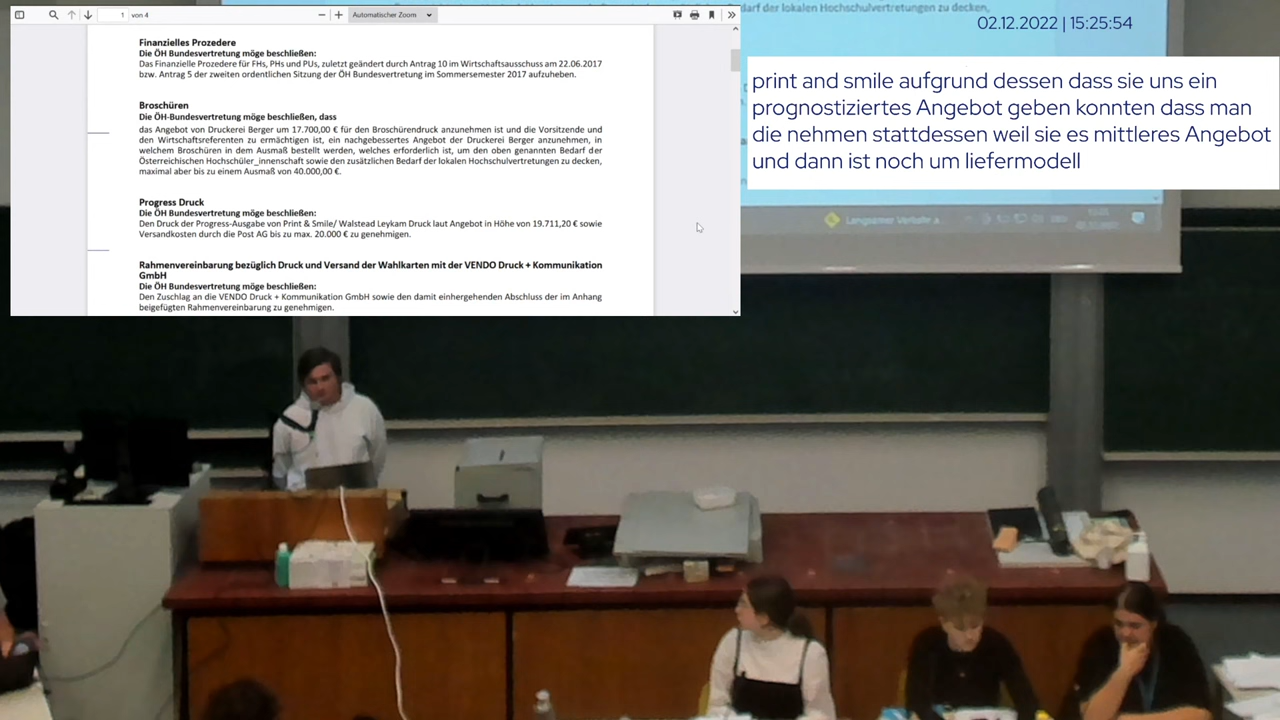 1
von 4
Automatischer Zoom
Finanzielles Prozedere
Die ÖH Bundesvertretung möge beschließen:
Das Finanzielle Prozedere für FHs, PHs und PUs, zuletzt geändert durch Antrag 10 im Wirtschaftsausschuss am 22.06.2017
bzw. Antrag 5 der zweiten ordentlichen Sitzung der ÖH Bundesvertretung im Sommersemester 2017 aufzuheben.
Broschüren
Die ÖH-Bundesvertretung möge beschließen, dass
das Angebot von Druckerei Berger um 17.700,00 € für den Broschürendruck anzunehmen ist und die Vorsitzende und
den Wirtschaftsreferenten zu ermächtigen ist, ein nachgebessertes Angebot der Druckerei Berger anzunehmen, in
welchem Broschüren in dem Ausmaß bestellt werden, welches erforderlich ist, um den oben genannten Bedarf der
Österreichischen Hochschüler_innenschaft sowie den zusätzlichen Bedarf der lokalen Hochschulvertretungen zu decken,
maximal aber bis zu einem Ausmaß von 40.000,00 €.
Progress Druck
Die ÖH Bundesvertretung möge beschließen:
Den Druck der Progress-Ausgabe von Print & Smile/ Walstead Leykam Druck laut Angebot in Höhe von 19.711,20 € sowie
Versandkosten durch die Post AG bis zu max. 20.000 € zu genehmigen.
Rahmenvereinbarung bezüglich Druck und Versand der Wahlkarten mit der VENDO Druck + Kommunikation
GmbH
Die ÖH Bundesvertretung möge beschließen:
Den Zuschlag an die VENDO Druck + Kommunikation GmbH sowie den damit einhergehenden Abschluss der im Anhang
beigefügten Rahmenvereinbarung zu genehmigen.
darf der lokalen Hochschulvertretungen zu decken,
02.12.2022 | 15:25:54
print and smile aufgrund dessen dass sie uns ein
prognostiziertes Angebot geben konnten dass man
die nehmen stattdessen weil sie es mittleres Angebot
und dann ist noch um liefermodell
Langsamer Verkehr